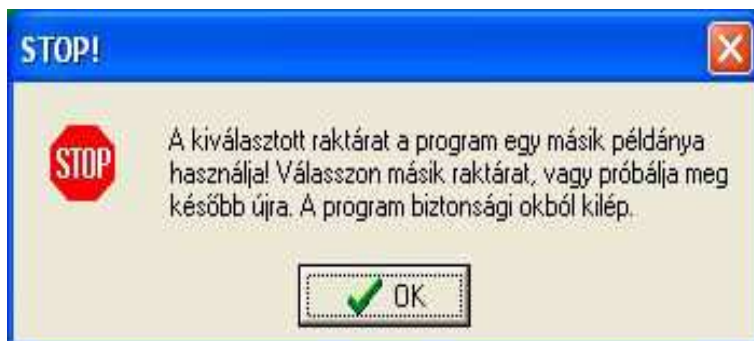 STOP!
STOP
A kiválasztott raktárat a program egy másik példánya
használja! Válasszon másik raktárat, vagy próbálja meg
később újra. A program biztonsági okból kilép.
OK